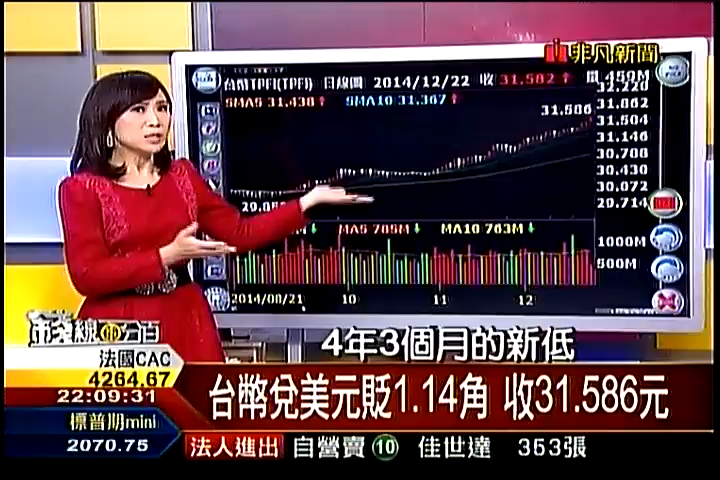 非凡新聞
台幣TPFI(TPFI) 日線圖 2014/12/22 收 31.582↑ 量 459M
SMA5 31.438↑ SMA10 31.367↑
31.586
32.220
31.862
31.504
31.146
30.788
30.430
30.072
29.714
MA5 705M↓ MA10 763M↓
1000M
500M
2014/08/21 10 11 12
4年3個月的新低
法國CAC
4264.67
22:09:31
台幣兌美元貶1.14角 收31.586元
標普期mini
2070.75
法人進出 自營賣 10 佳世達 353張